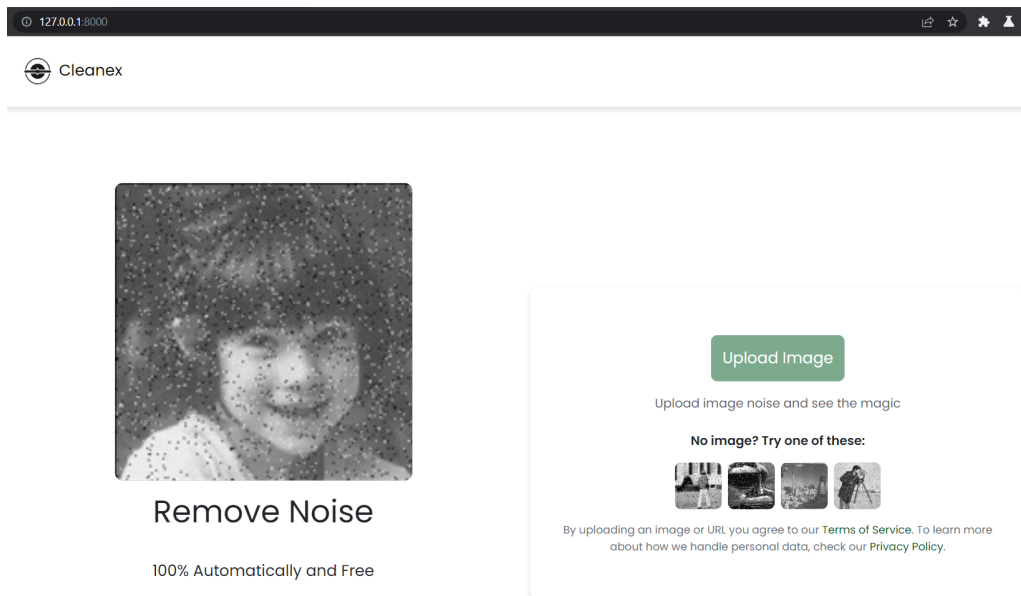 127.0.0.1:8000
Cleanex
Remove Noise
100% Automatically and Free
Upload Image
Upload image noise and see the magic
No image? Try one of these:
By uploading an image or URL you agree to our Terms of Service. To learn more
about how we handle personal data, check our Privacy Policy.